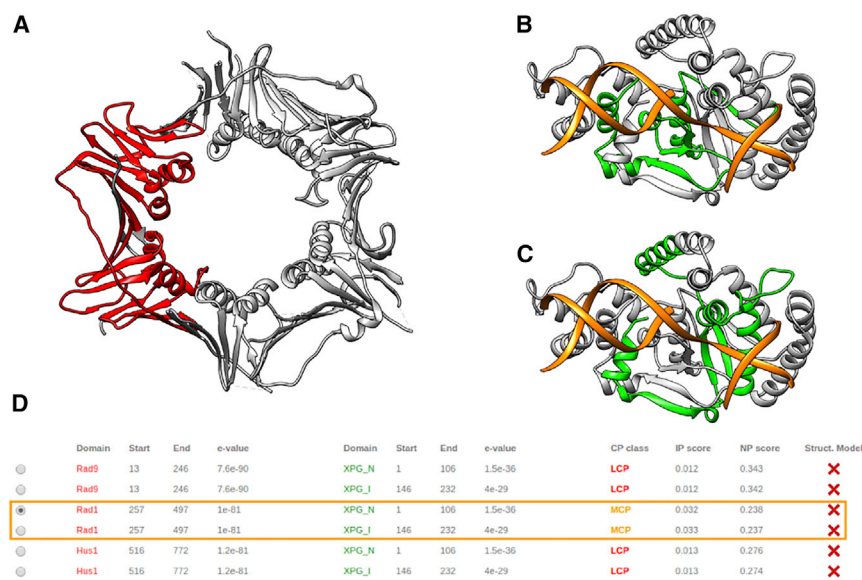 A
B
C
D
Domain Start End e-value Domain Start End e-value CP class IP score NP score Struct. Model
Rad9 13 246 7.6e-90 XPG_N 1 106 1.5e-36 LCP 0.012 0.343
Rad9 13 246 7.6e-90 XPG_I 146 232 4e-29 LCP 0.012 0.342
Rad1 257 497 1e-81 XPG_N 1 106 1.5e-36 MCP 0.032 0.238
Rad1 257 497 1e-81 XPG_I 146 232 4e-29 MCP 0.033 0.237
Hus1 516 772 1.2e-81 XPG_N 1 106 1.5e-36 LCP 0.013 0.276
Hus1 516 772 1.2e-81 XPG_I 146 232 4e-29 LCP 0.013 0.274